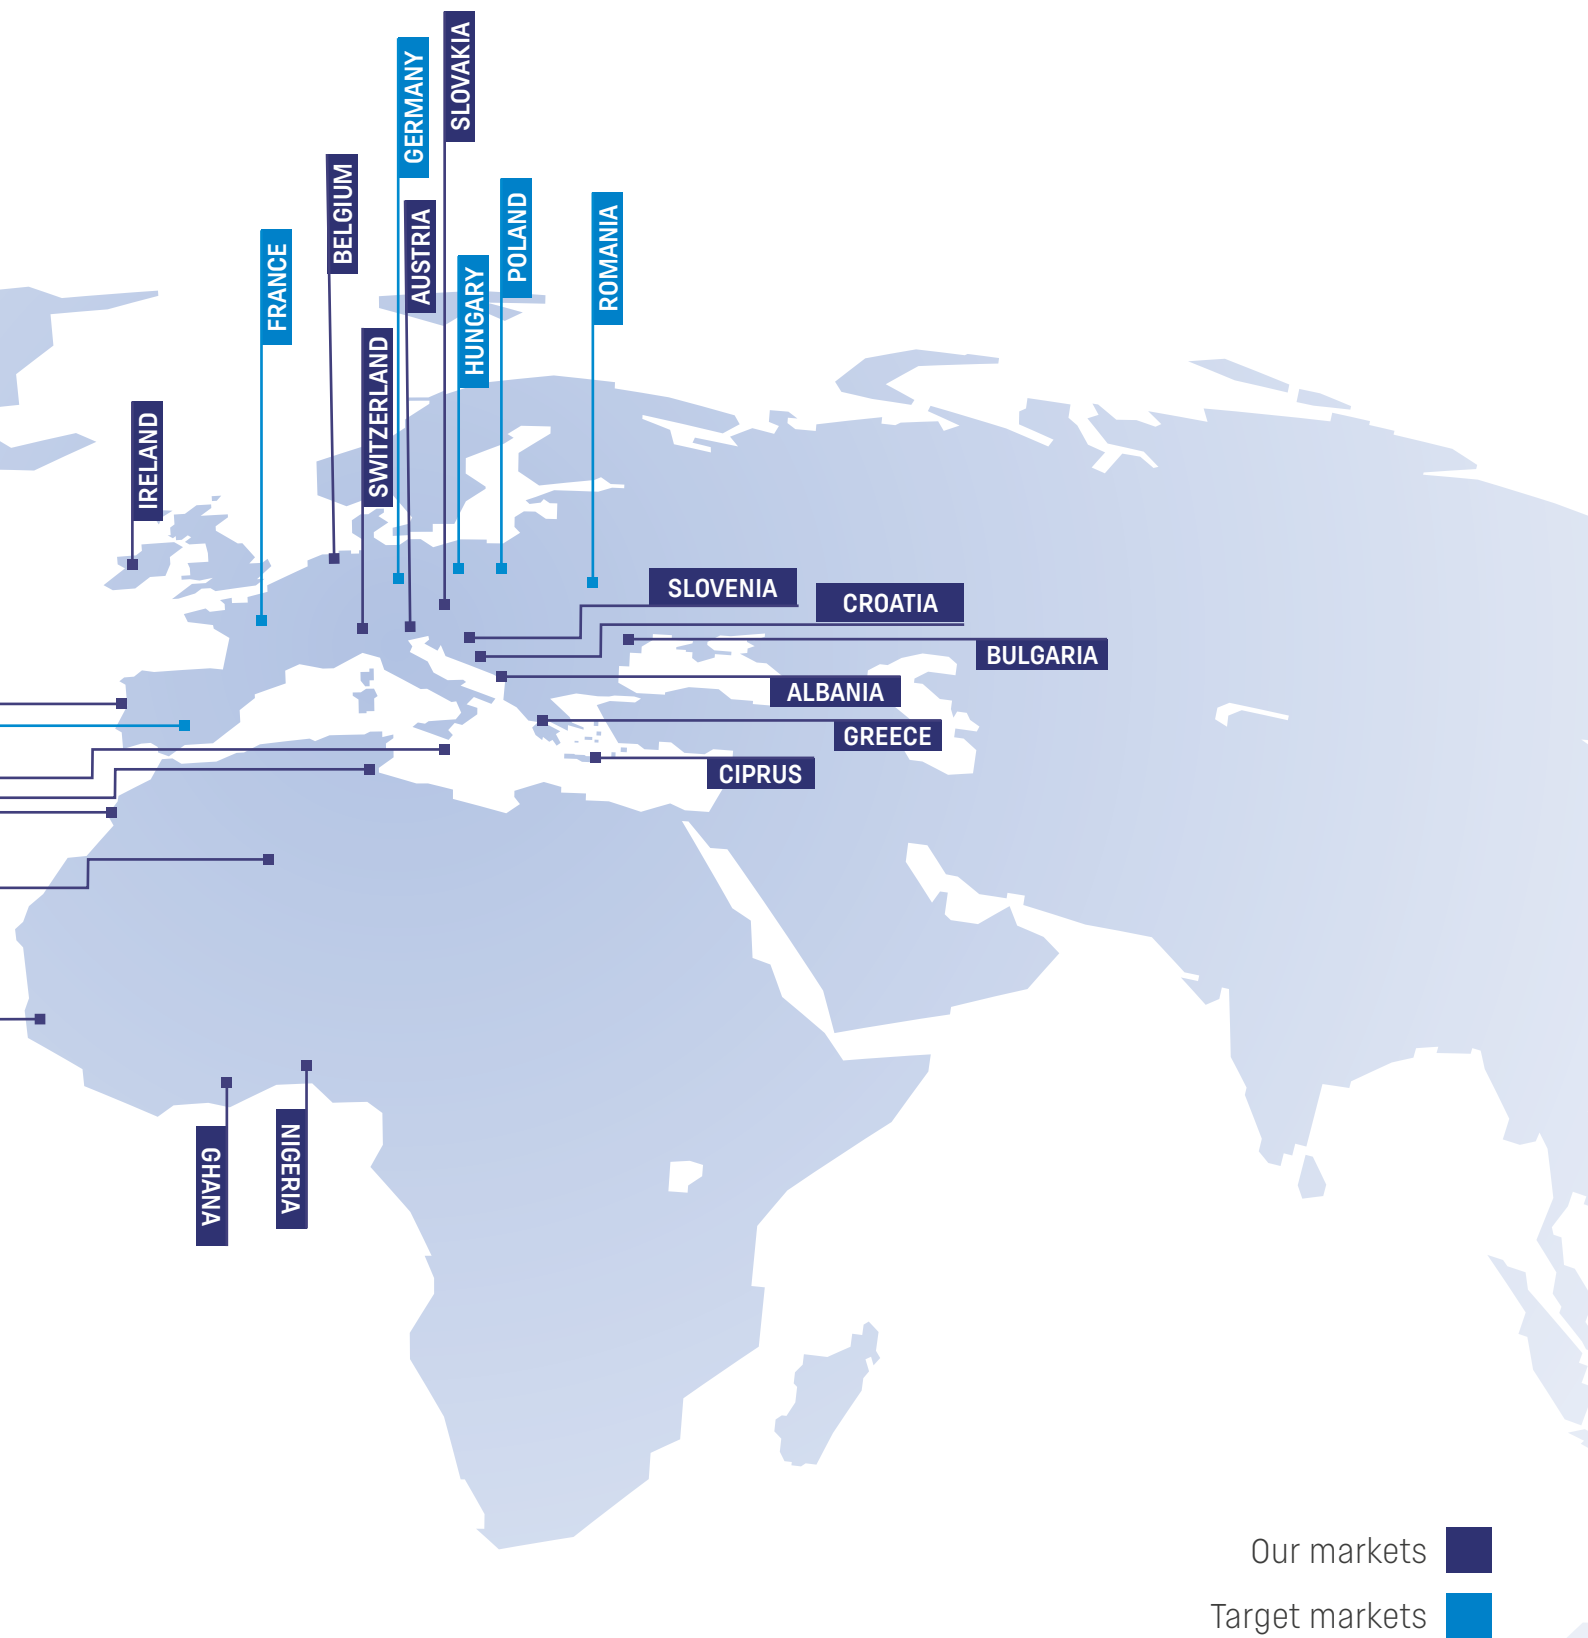 SLOVAKIA
GERMANY
BELGIUM
POLAND
ROMANIA
AUSTRIA
FRANCE
HUNGARY
SWITZERLAND
IRELAND
SLOVENIA
CROATIA
BULGARIA
ALBANIA
GREECE
CIPRUS
NIGERIA
GHANA
Our markets
Target markets